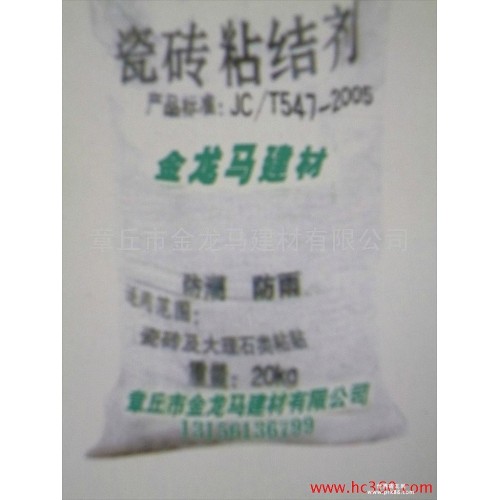 瓷砖粘结剂
产品标准：JC/T547-2005
金龙马建材
章丘市金龙马建材有限公司
防潮 防雨
适用范围：
瓷砖及大理石类粘贴
重量：20kg
章丘市金龙马建材有限公司
13156136799
www.hc360.com